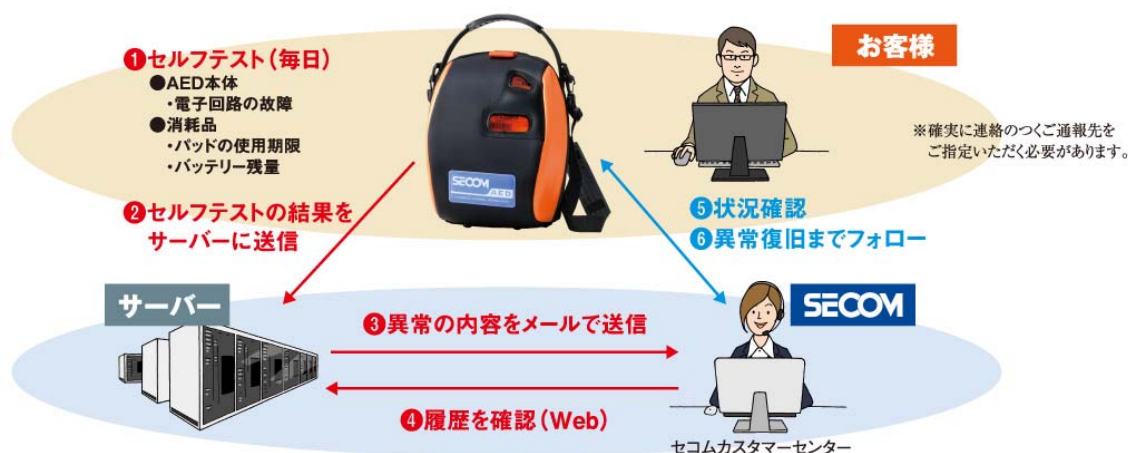 ❶セルフテスト（毎日）
●AED本体
・電子回路の故障
●消耗品
・パッドの使用期限
・バッテリー残量
❷セルフテストの結果を
サーバーに送信
SECOM
AED
お客様
※確実に連絡のつくご通報先を
ご指定いただく必要があります。
❺状況確認
❻異常復旧までフォロー
サーバー
❸異常の内容をメールで送信
❹履歴を確認（Web）
SECOM
セコムカスタマーセンター